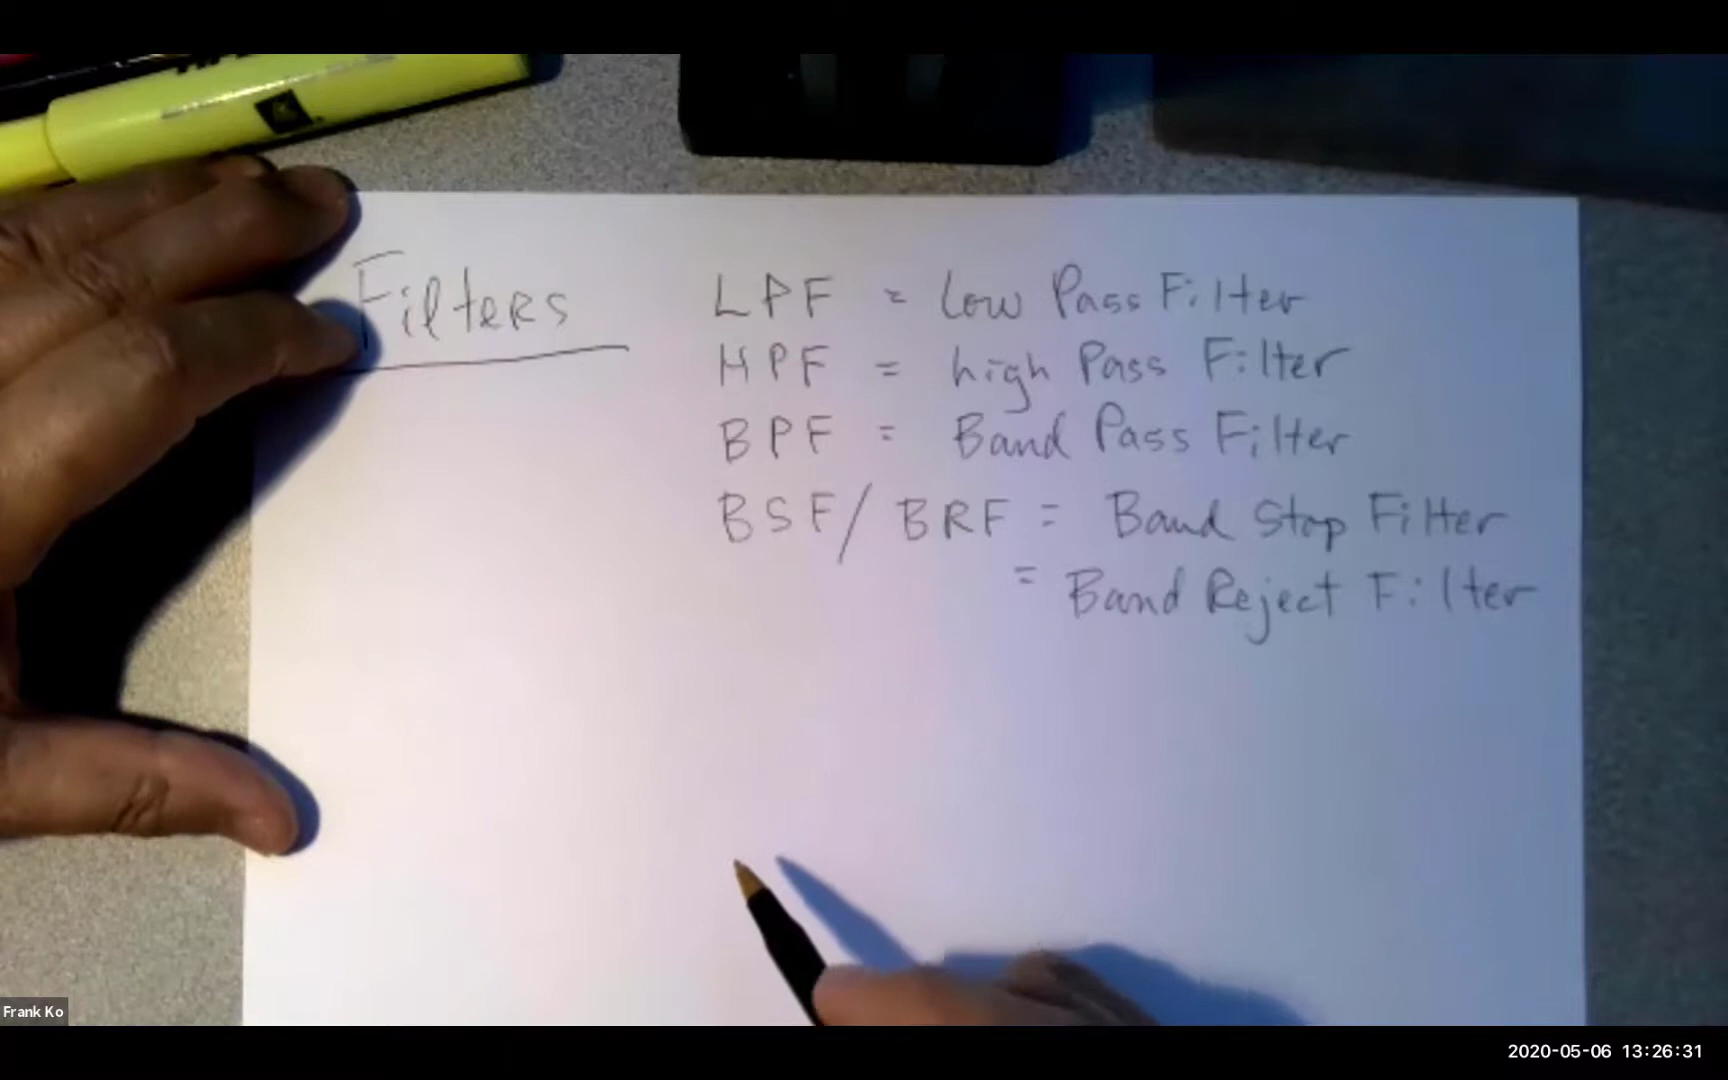 Filters
LPF = Low Pass Filter
HPF = high Pass Filter
BPF = Band Pass Filter
BSF/BRF = Band Stop Filter
= Band Reject Filter
Frank Ko
2020-05-06 13:26:31